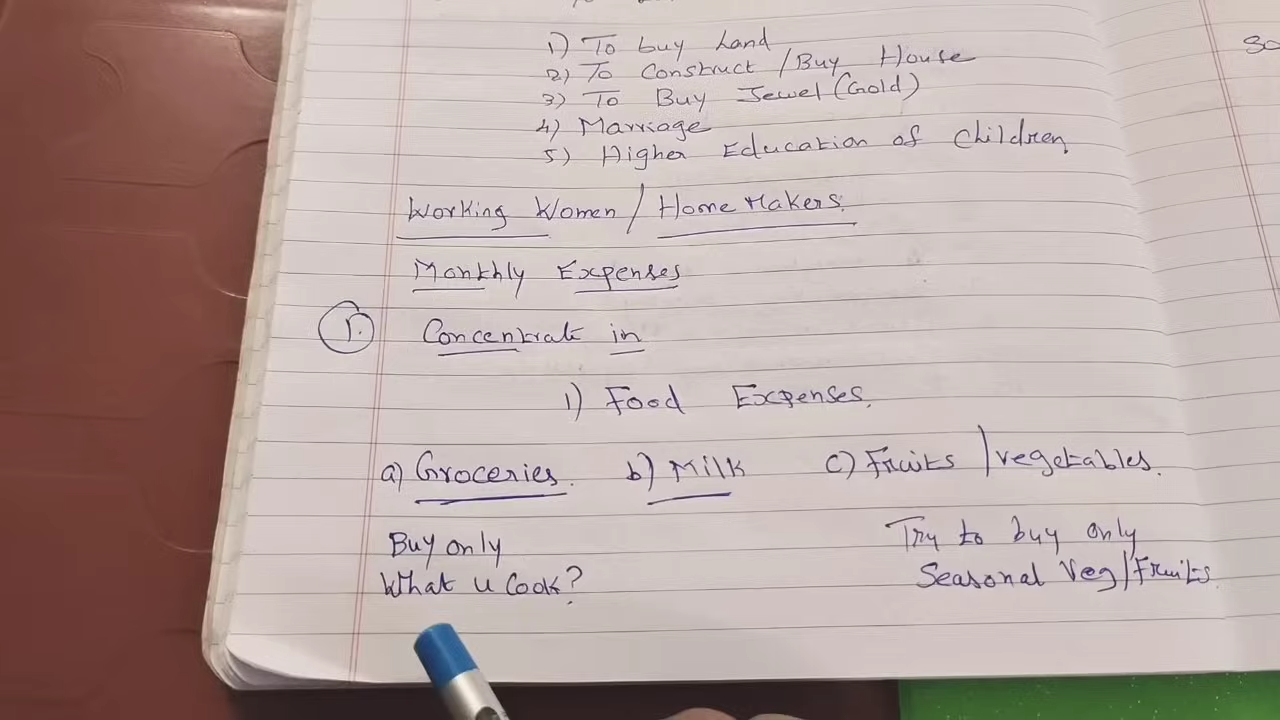 1) To buy Land
2) To Construct / Buy House
3) To Buy Jewel (Gold)
4) Marriage
5) Higher Education of Children
Working Women / Home Makers.
Monthly Expenses
1. Concentrate in
1) Food Expenses.
a) Groceries. b) Milk c) Fruits / vegetables.
Buy only Try to buy only
What u Cook? Seasonal Veg / Fruits.